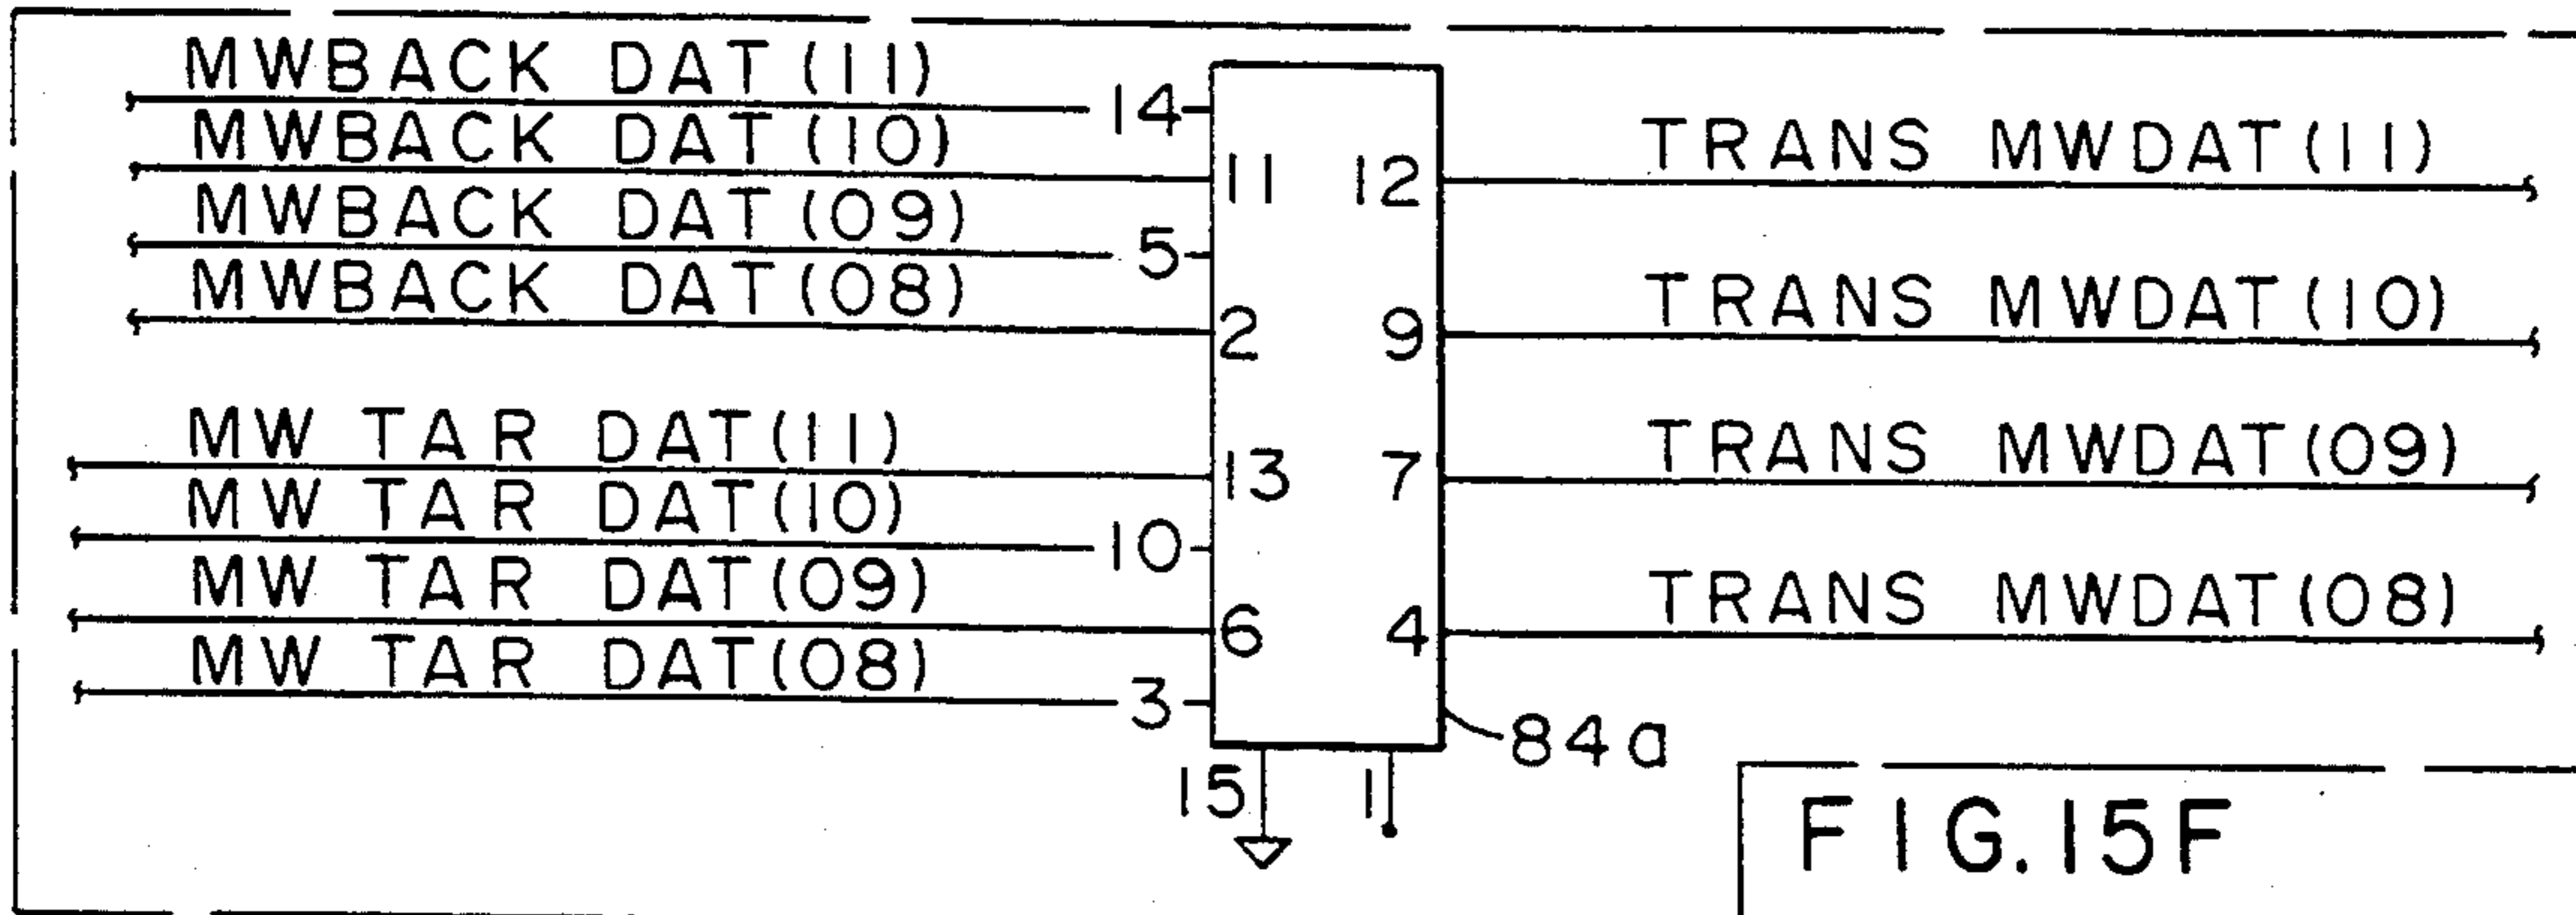 MWBACK DAT(11)
14
MWBACK DAT(10)
11
MWBACK DAT(09)
5
MWBACK DAT(08)
2
MW TAR DAT(11)
13
MW TAR DAT(10)
10
MW TAR DAT(09)
6
MW TAR DAT(08)
3
12
TRANS MWDAT(11)
9
TRANS MWDAT(10)
7
TRANS MWDAT(09)
4
TRANS MWDAT(08)
84a
15
1
FIG.15F